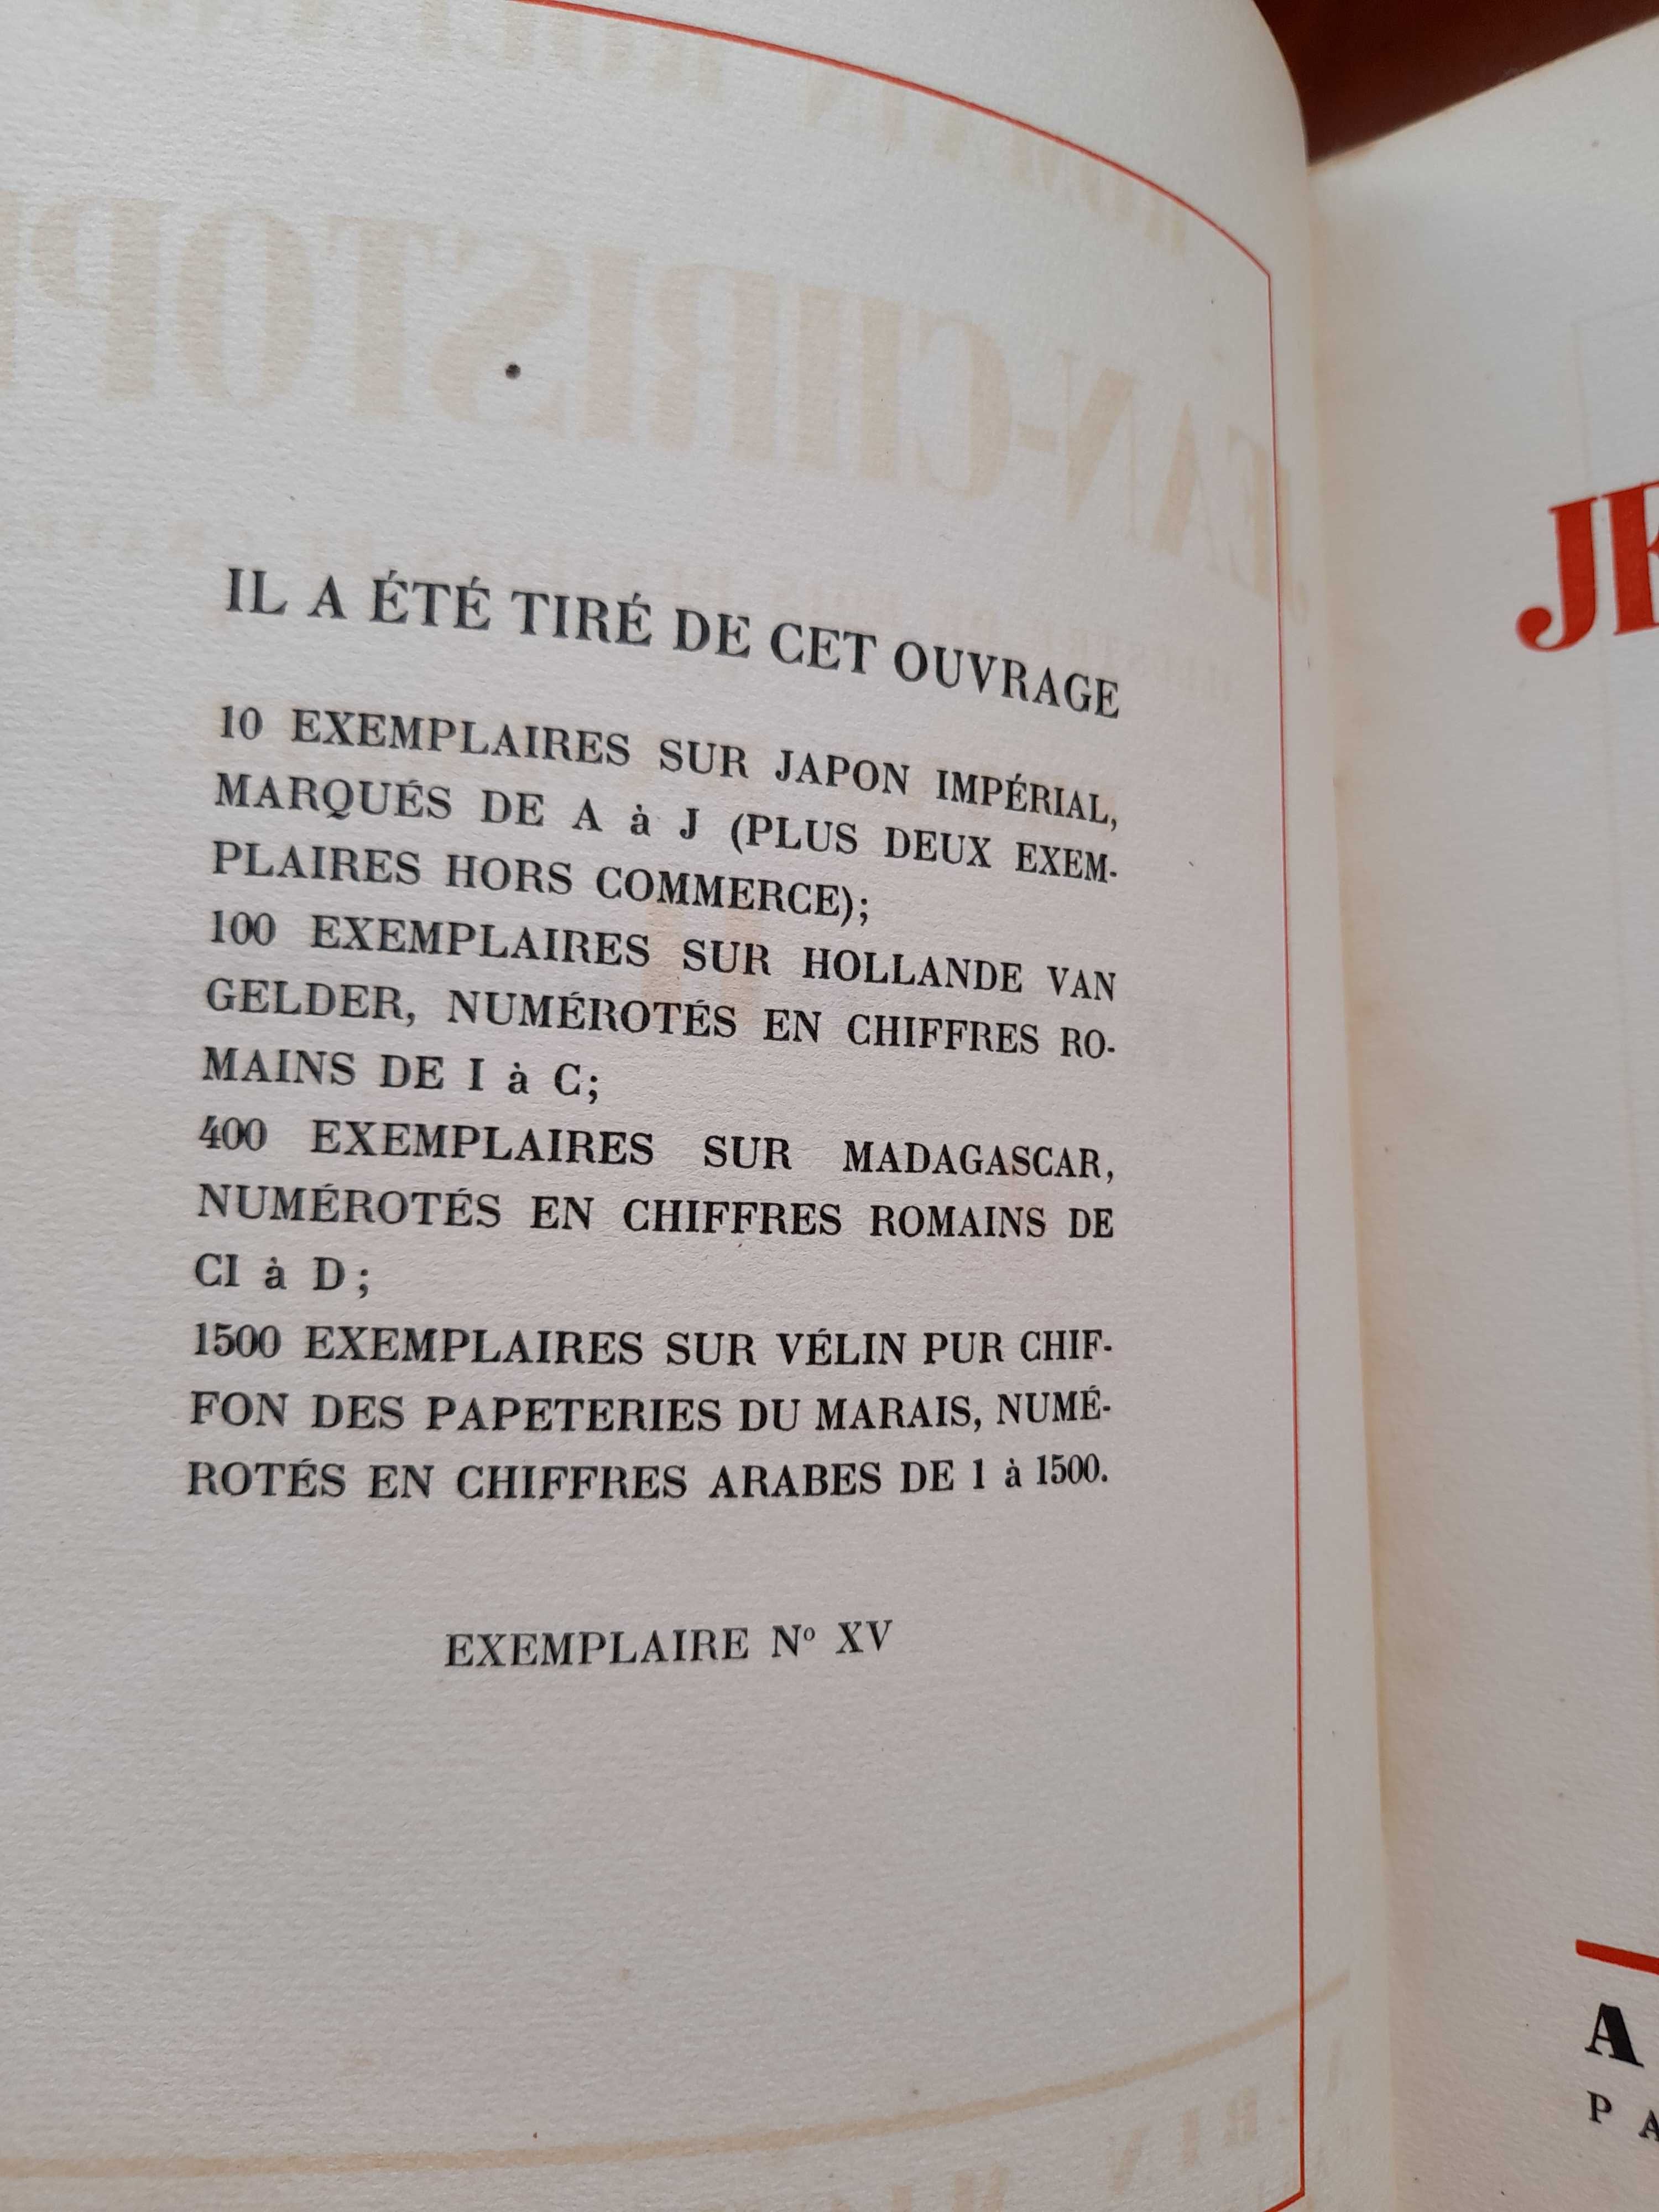 IL A ÉTÉ TIRÉ DE CET OUVRAGE
10 EXEMPLAIRES SUR JAPON IMPÉRIAL,
MARQUÉS DE A à J (PLUS DEUX EXEM-
PLAIRES HORS COMMERCE);
100 EXEMPLAIRES SUR HOLLANDE VAN
GELDER, NUMÉROTÉS EN CHIFFRES RO-
MAINS DE I à C;
400 EXEMPLAIRES SUR MADAGASCAR,
NUMÉROTÉS EN CHIFFRES ROMAINS DE
CI à D;
1500 EXEMPLAIRES SUR VÉLIN PUR CHIF-
FON DES PAPETERIES DU MARAIS, NUMÉ-
ROTÉS EN CHIFFRES ARABES DE 1 à 1500.
EXEMPLAIRE Nº XV
JE
A
PA